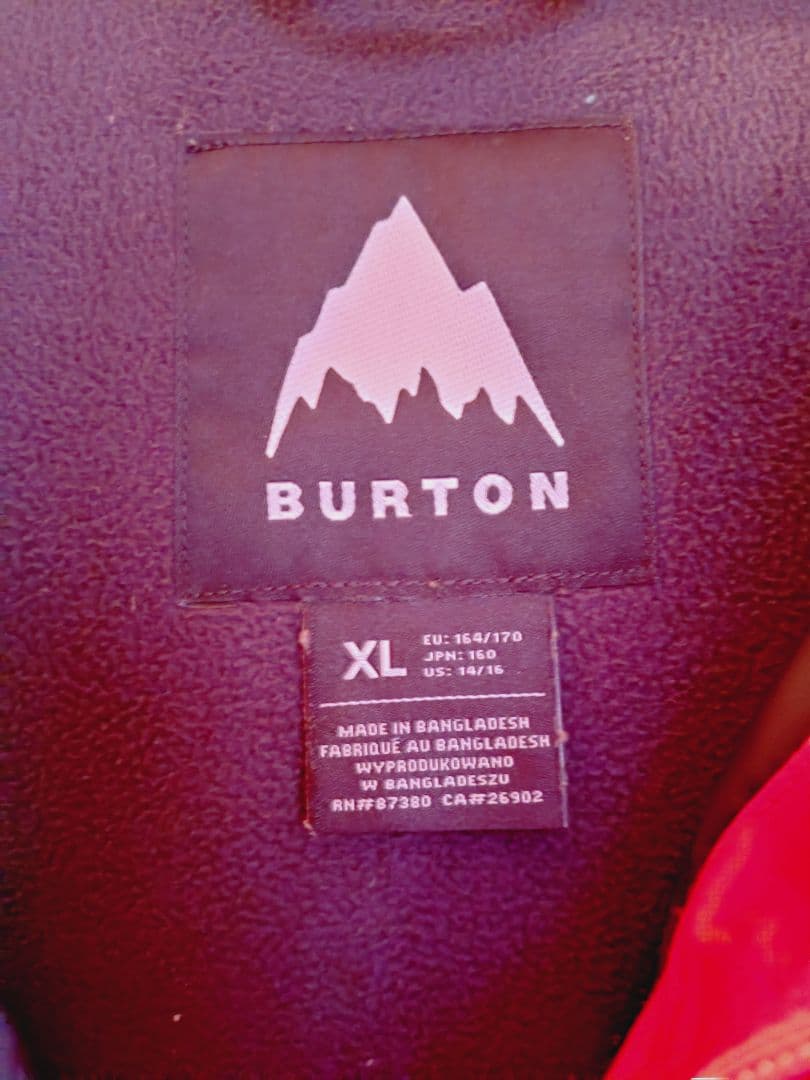 BURTON
XL
EU: 164/170
JPN: 160
US: 14/16
MADE IN BANGLADESH
FABRIQUÉ AU BANGLADESH
WYPRODUKOWANO
W BANGLADESZU
RN#87380 CA#26902